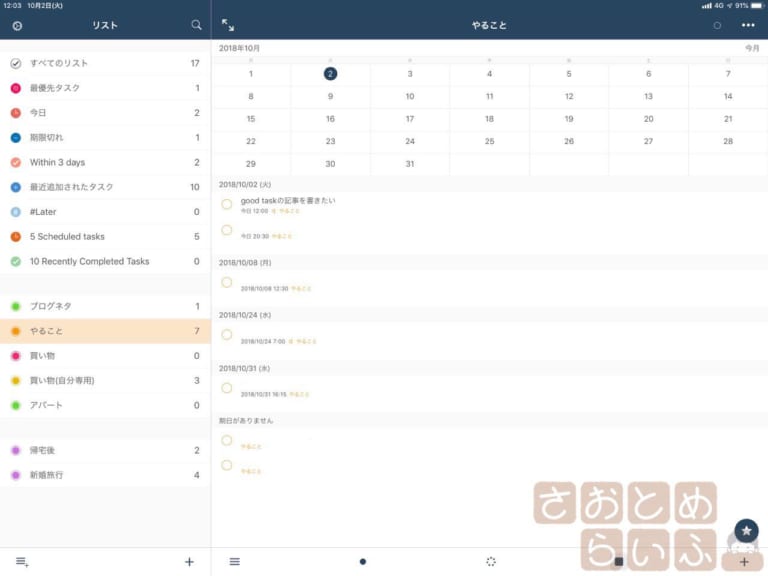 12:03 10月2日(火)
4G 91%
リスト
やること
すべてのリスト 17
最優先タスク 1
今日 2
期限切れ 1
Within 3 days 2
最近追加されたタスク 10
#Later 0
5 Scheduled tasks 5
10 Recently Completed Tasks 0
ブログネタ 1
やること 7
買い物 0
買い物(自分専用) 3
アパート 0
帰宅後 2
新婚旅行 4
2018年10月 今月
月 火 水 木 金 土 日
1 2 3 4 5 6 7
8 9 10 11 12 13 14
15 16 17 18 19 20 21
22 23 24 25 26 27 28
29 30 31
2018/10/02 (火)
good taskの記事を書きたい
今日 12:00 やること
今日 20:30 やること
2018/10/08 (月)
2018/10/08 12:30 やること
2018/10/24 (水)
2018/10/24 7:00 やること
2018/10/31 (水)
2018/10/31 16:15 やること
期日がありません
やること
やること
さおとめ
らいふ